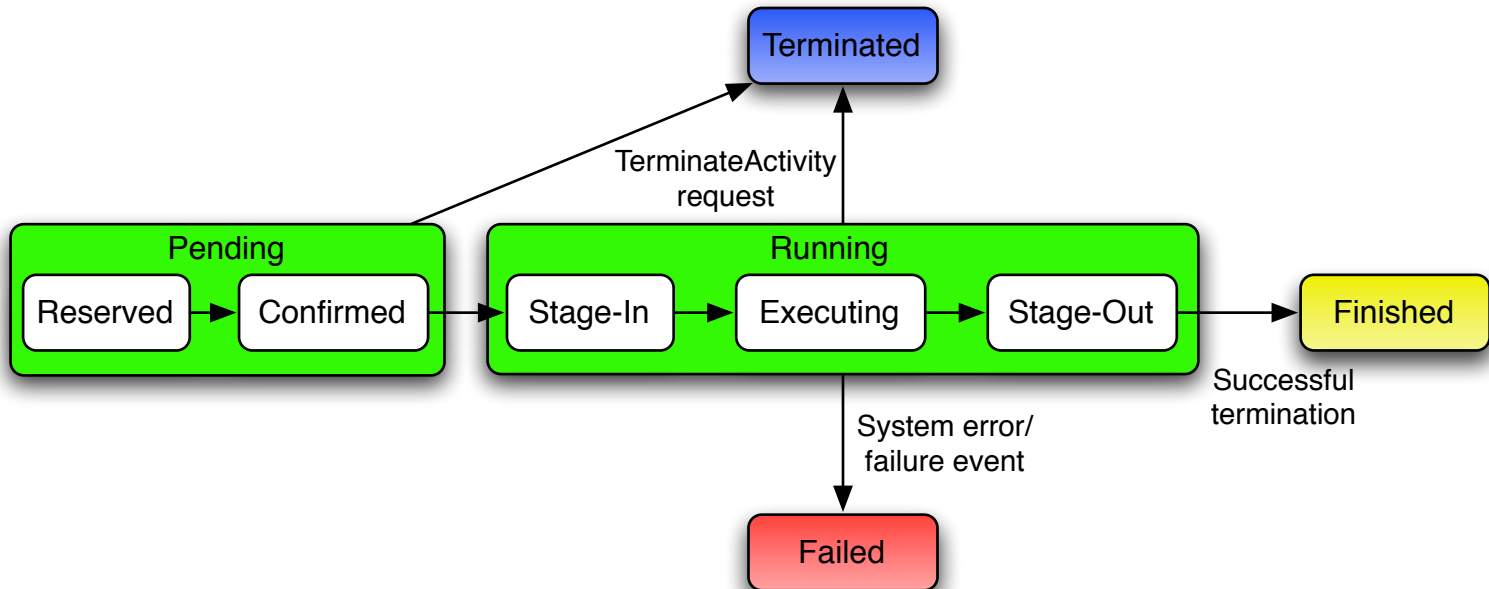 Terminated
TerminateActivity
request
Pending
Running
Reserved
Confirmed
Stage-In
Executing
Stage-Out
Finished
Successful
termination
System error/
failure event
Failed